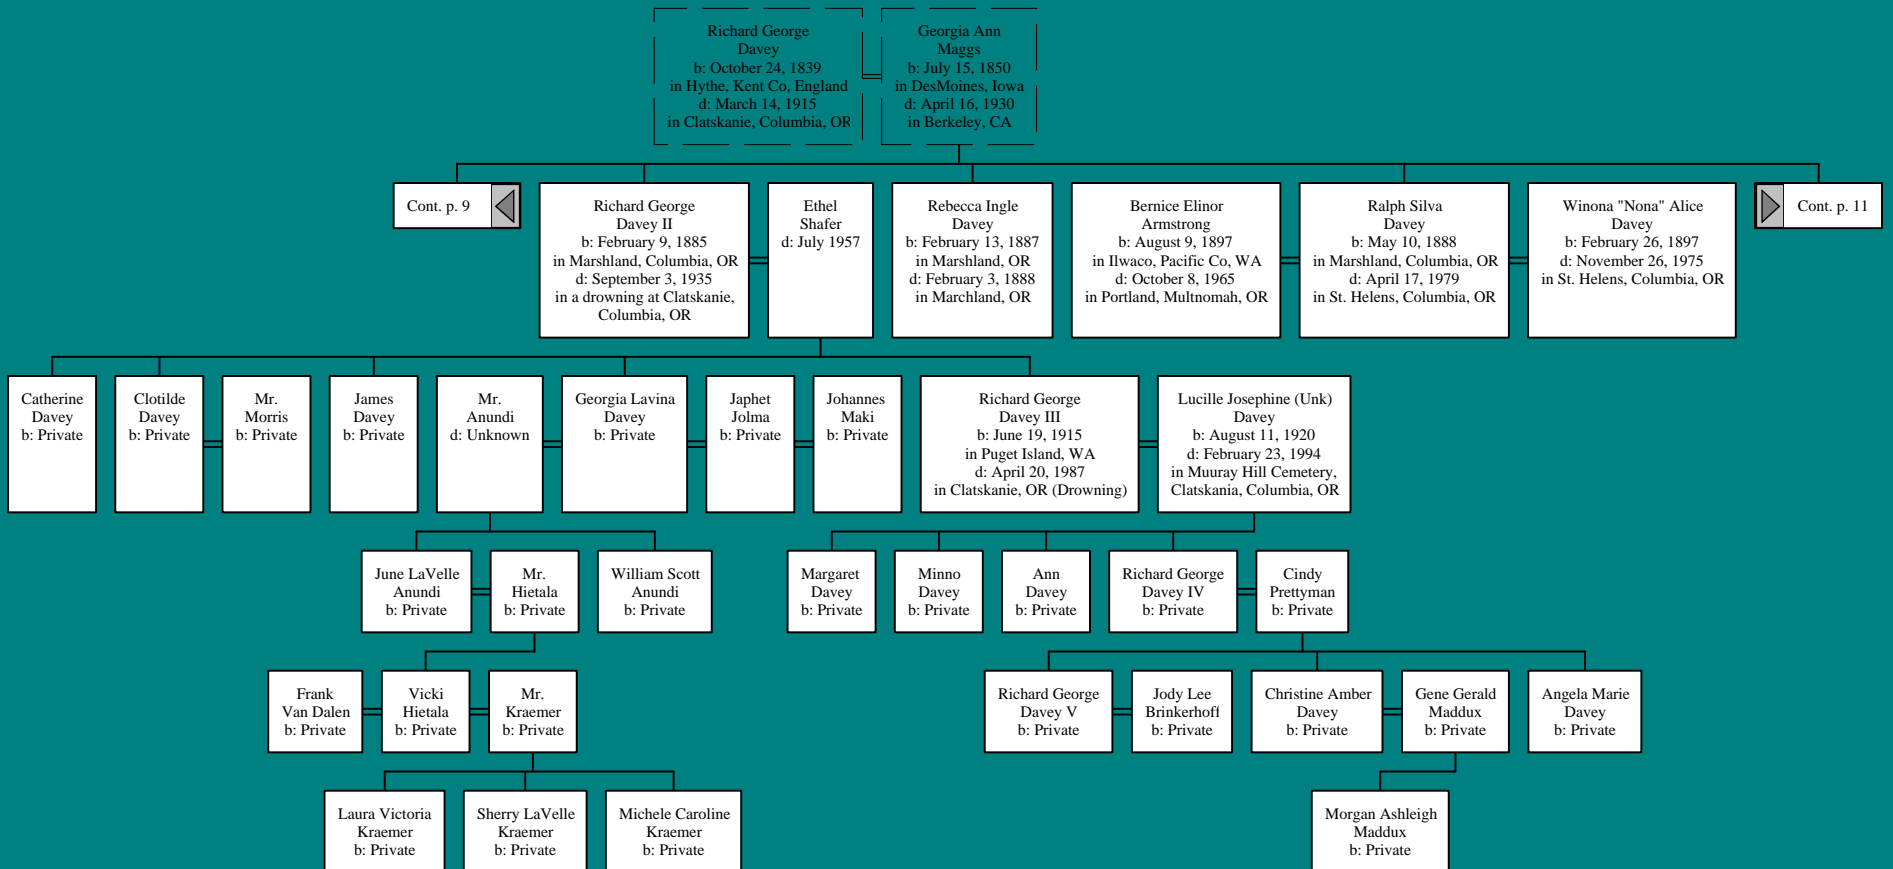 Richard George
Davey
b: October 24, 1839
in Hythe, Kent Co, England
d: March 14, 1915
in Clatskanie, Columbia, OR
Georgia Ann
Maggs
b: July 15, 1850
in DesMoines, Iowa
d: April 16, 1930
in Berkeley, CA
Cont. p. 9
Richard George
Davey II
b: February 9, 1885
in Marshland, Columbia, OR
d: September 3, 1935
in a drowning at Clatskanie,
Columbia, OR
Ethel
Shafer
d: July 1957
Rebecca Ingle
Davey
b: February 13, 1887
in Marshland, OR
d: February 3, 1888
in Marchland, OR
Bernice Elinor
Armstrong
b: August 9, 1897
in Ilwaco, Pacific Co, WA
d: October 8, 1965
in Portland, Multnomah, OR
Ralph Silva
Davey
b: May 10, 1888
in Marshland, Columbia, OR
d: April 17, 1979
in St. Helens, Columbia, OR
Winona "Nona" Alice
Davey
b: February 26, 1897
d: November 26, 1975
in St. Helens, Columbia, OR
Cont. p. 11
Catherine
Davey
b: Private
Clotilde
Davey
b: Private
Mr.
Morris
b: Private
James
Davey
b: Private
Mr.
Anundi
d: Unknown
Georgia Lavina
Davey
b: Private
Japhet
Jolma
b: Private
Johannes
Maki
b: Private
Richard George
Davey III
b: June 19, 1915
in Puget Island, WA
d: April 20, 1987
in Clatskanie, OR (Drowning)
Lucille Josephine (Unk)
Davey
b: August 11, 1920
d: February 23, 1994
in Muuray Hill Cemetery,
Clatskania, Columbia, OR
June LaVelle
Anundi
b: Private
Mr.
Hietala
b: Private
William Scott
Anundi
b: Private
Margaret
Davey
b: Private
Minno
Davey
b: Private
Ann
Davey
b: Private
Richard George
Davey IV
b: Private
Cindy
Prettyman
b: Private
Frank
Van Dalen
b: Private
Vicki
Hietala
b: Private
Mr.
Kraemer
b: Private
Richard George
Davey V
b: Private
Jody Lee
Brinkerhoff
b: Private
Christine Amber
Davey
b: Private
Gene Gerald
Maddux
b: Private
Angela Marie
Davey
b: Private
Laura Victoria
Kraemer
b: Private
Sherry LaVelle
Kraemer
b: Private
Michele Caroline
Kraemer
b: Private
Morgan Ashleigh
Maddux
b: Private